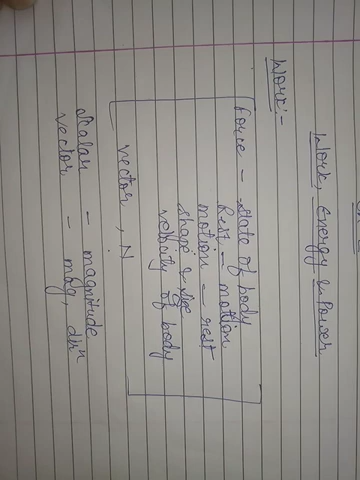 Work, Energy & Power
Work:-
Force - State of body
Rest - motion
motion - rest
shape & size
velocity of body
vector, N
Scalar - magnitude
vector - mag, dirn